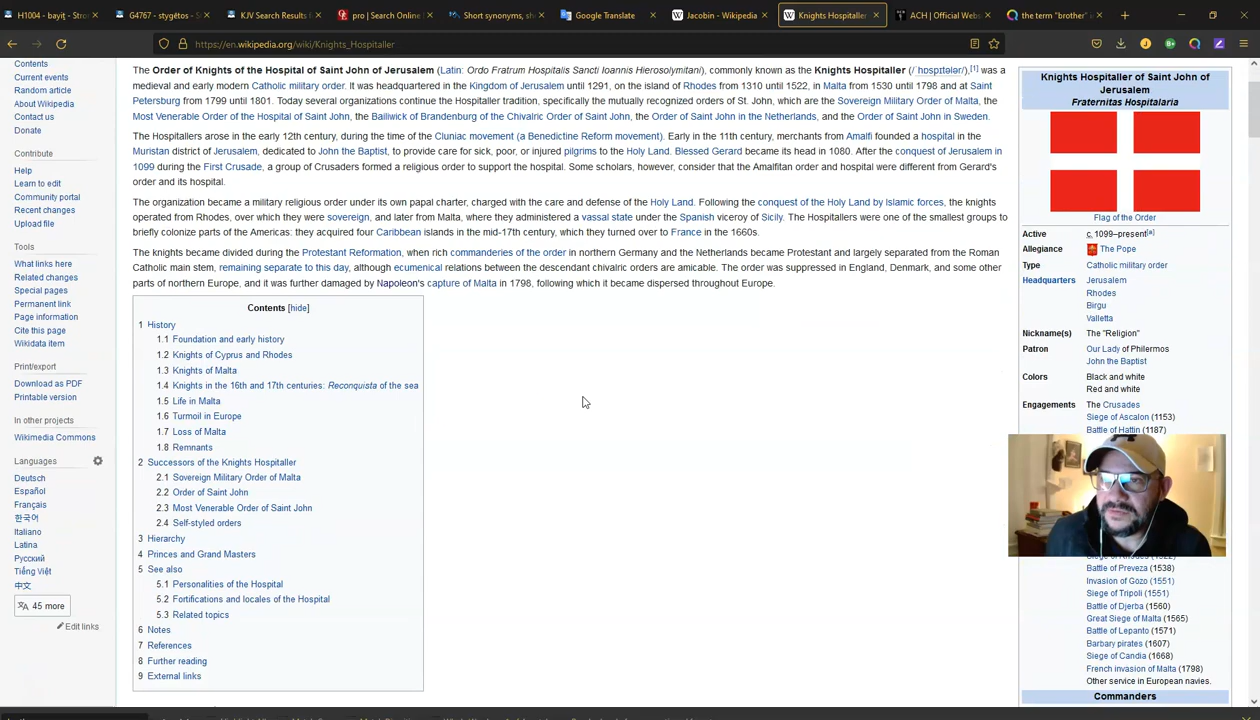 H1004 - bayit - Stro
G4767 - stygētos - St
KJV Search Results f
pro | Search Online
Short synonyms, sh
Google Translate
Jacobin - Wikipedia
Knights Hospitaller
ACH | Official Webs
the term "brother"
https://en.wikipedia.org/wiki/Knights_Hospitaller
Contents
Current events
Random article
About Wikipedia
Contact us
Donate
Contribute
Help
Learn to edit
Community portal
Recent changes
Upload file
Tools
What links here
Related changes
Special pages
Permanent link
Page information
Cite this page
Wikidata item
Print/export
Download as PDF
Printable version
In other projects
Wikimedia Commons
Languages
Deutsch
Español
Français
한국어
Italiano
Latina
Русский
Tiếng Việt
中文
45 more
Edit links
The Order of Knights of the Hospital of Saint John of Jerusalem (Latin: Ordo Fratrum Hospitalis Sancti Ioannis Hierosolymitani), commonly known as the Knights Hospitaller (/ˈhɒspɪtələr/),[1] was a
medieval and early modern Catholic military order. It was headquartered in the Kingdom of Jerusalem until 1291, on the island of Rhodes from 1310 until 1522, in Malta from 1530 until 1798 and at Saint
Petersburg from 1799 until 1801. Today several organizations continue the Hospitaller tradition, specifically the mutually recognized orders of St. John, which are the Sovereign Military Order of Malta, the
Most Venerable Order of the Hospital of Saint John, the Bailiwick of Brandenburg of the Chivalric Order of Saint John, the Order of Saint John in the Netherlands, and the Order of Saint John in Sweden.
The Hospitallers arose in the early 12th century, during the time of the Cluniac movement (a Benedictine Reform movement). Early in the 11th century, merchants from Amalfi founded a hospital in the
Muristan district of Jerusalem, dedicated to John the Baptist, to provide care for sick, poor, or injured pilgrims to the Holy Land. Blessed Gerard became its head in 1080. After the conquest of Jerusalem in
1099 during the First Crusade, a group of Crusaders formed a religious order to support the hospital. Some scholars, however, consider that the Amalfitan order and hospital were different from Gerard's
order and its hospital.
The organization became a military religious order under its own papal charter, charged with the care and defense of the Holy Land. Following the conquest of the Holy Land by Islamic forces, the knights
operated from Rhodes, over which they were sovereign, and later from Malta, where they administered a vassal state under the Spanish viceroy of Sicily. The Hospitallers were one of the smallest groups to
briefly colonize parts of the Americas: they acquired four Caribbean islands in the mid-17th century, which they turned over to France in the 1660s.
The knights became divided during the Protestant Reformation, when rich commanderies of the order in northern Germany and the Netherlands became Protestant and largely separated from the Roman
Catholic main stem, remaining separate to this day, although ecumenical relations between the descendant chivalric orders are amicable. The order was suppressed in England, Denmark, and some other
parts of northern Europe, and it was further damaged by Napoleon's capture of Malta in 1798, following which it became dispersed throughout Europe.
Contents [hide]
1 History
1.1 Foundation and early history
1.2 Knights of Cyprus and Rhodes
1.3 Knights of Malta
1.4 Knights in the 16th and 17th centuries: Reconquista of the sea
1.5 Life in Malta
1.6 Turmoil in Europe
1.7 Loss of Malta
1.8 Remnants
2 Successors of the Knights Hospitaller
2.1 Sovereign Military Order of Malta
2.2 Order of Saint John
2.3 Most Venerable Order of Saint John
2.4 Self-styled orders
3 Hierarchy
4 Princes and Grand Masters
5 See also
5.1 Personalities of the Hospital
5.2 Fortifications and locales of the Hospital
5.3 Related topics
6 Notes
7 References
8 Further reading
9 External links
Knights Hospitaller of Saint John of
Jerusalem
Fraternitas Hospitalaria
Flag of the Order
Active c. 1099–present[a]
Allegiance The Pope
Type Catholic military order
Headquarters Jerusalem
Rhodes
Birgu
Valletta
Nickname(s) The "Religion"
Patron Our Lady of Philermos
John the Baptist
Colors Black and white
Red and white
Engagements The Crusades
Siege of Ascalon (1153)
Battle of Hattin (1187)
Siege of Rhodes (1522)
Battle of Preveza (1538)
Invasion of Gozo (1551)
Siege of Tripoli (1551)
Battle of Djerba (1560)
Great Siege of Malta (1565)
Battle of Lepanto (1571)
Barbary pirates (1607)
Siege of Candia (1668)
French invasion of Malta (1798)
Other service in European navies.
Commanders